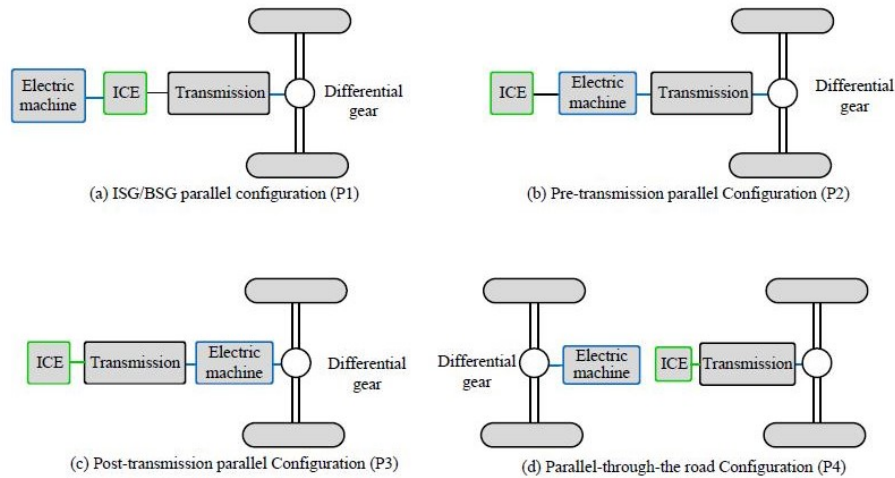 Electric
machine
ICE
Transmission
Differential
gear
(a) ISG/BSG parallel configuration (P1)
ICE
Electric
machine
Transmission
Differential
gear
(b) Pre-transmission parallel Configuration (P2)
ICE
Transmission
Electric
machine
Differential
gear
(c) Post-transmission parallel Configuration (P3)
Differential
gear
Electric
machine
ICE
Transmission
(d) Parallel-through-the road Configuration (P4)